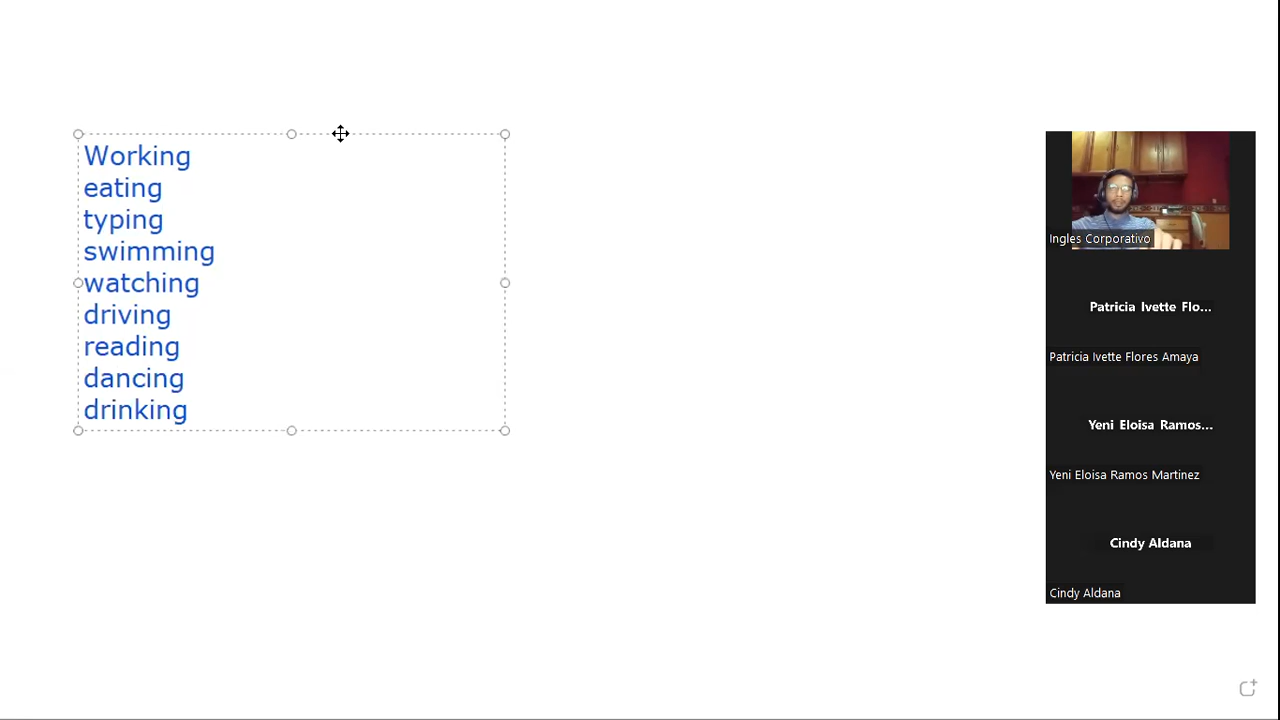 Working
eating
typing
swimming
watching
driving
reading
dancing
drinking
Ingles Corporativo
Patricia Ivette Flo...
Patricia Ivette Flores Amaya
Yeni Eloisa Ramos...
Yeni Eloisa Ramos Martinez
Cindy Aldana
Cindy Aldana